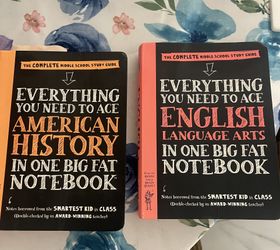 THE COMPLETE MIDDLE SCHOOL STUDY GUIDE
EVERYTHING
YOU NEED TO ACE
AMERICAN
HISTORY
IN ONE BIG FAT
NOTEBOOK
Notes borrowed from the SMARTEST KID in CLASS
(Double-checked by an AWARD-WINNING teacher)
THE COMPLETE MIDDLE SCHOOL STUDY GUIDE
EVERYTHING
YOU NEED TO ACE
ENGLISH
LANGUAGE ARTS
IN ONE BIG FAT
NOTEBOOK
Notes borrowed from the SMARTEST KID in CLASS
(Double-checked by an AWARD-WINNING teacher)